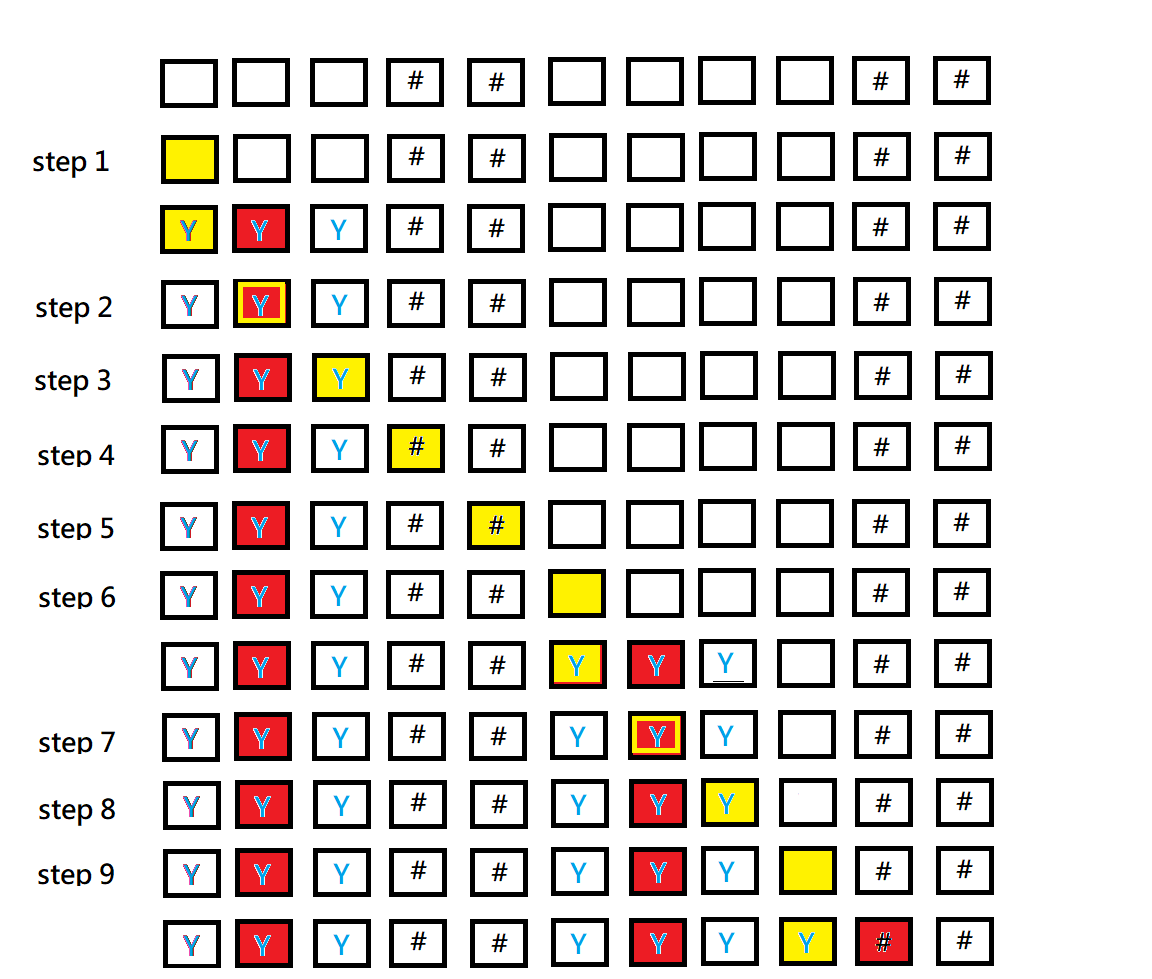 # # # #
step 1 # # # #
Y Y Y # # # #
step 2 Y Y Y # # # #
step 3 Y Y Y # # # #
step 4 Y Y Y # # # #
step 5 Y Y Y # # # #
step 6 Y Y Y # # # #
Y Y Y # # Y Y Y # #
step 7 Y Y Y # # Y Y Y # #
step 8 Y Y Y # # Y Y Y # #
step 9 Y Y Y # # Y Y Y # #
Y Y Y # # Y Y Y Y # #